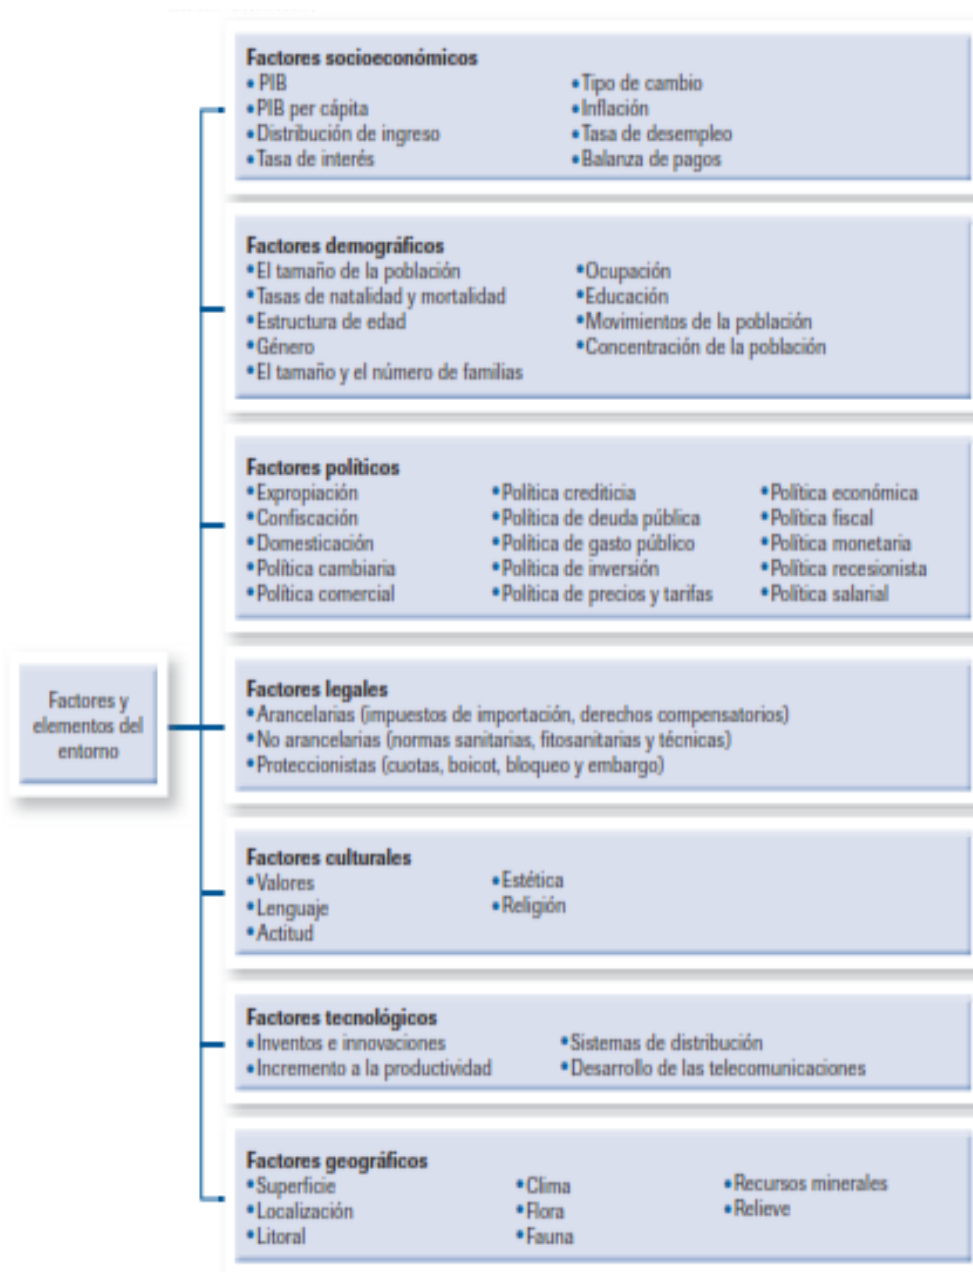 Factores y
elementos del
entorno
Factores socioeconómicos
• PIB
• PIB per cápita
• Distribución de ingreso
• Tasa de interés
• Tipo de cambio
• Inflación
• Tasa de desempleo
• Balanza de pagos
Factores demográficos
• El tamaño de la población
• Tasas de natalidad y mortalidad
• Estructura de edad
• Género
• El tamaño y el número de familias
• Ocupación
• Educación
• Movimientos de la población
• Concentración de la población
Factores políticos
• Expropiación
• Confiscación
• Domesticación
• Política cambiaria
• Política comercial
• Política crediticia
• Política de deuda pública
• Política de gasto público
• Política de inversión
• Política de precios y tarifas
• Política económica
• Política fiscal
• Política monetaria
• Política recesionista
• Política salarial
Factores legales
• Arancelarias (impuestos de importación, derechos compensatorios)
• No arancelarias (normas sanitarias, fitosanitarias y técnicas)
• Proteccionistas (cuotas, boicot, bloqueo y embargo)
Factores culturales
• Valores
• Lenguaje
• Actitud
• Estética
• Religión
Factores tecnológicos
• Inventos e innovaciones
• Incremento a la productividad
• Sistemas de distribución
• Desarrollo de las telecomunicaciones
Factores geográficos
• Superficie
• Localización
• Litoral
• Clima
• Flora
• Fauna
• Recursos minerales
• Relieve